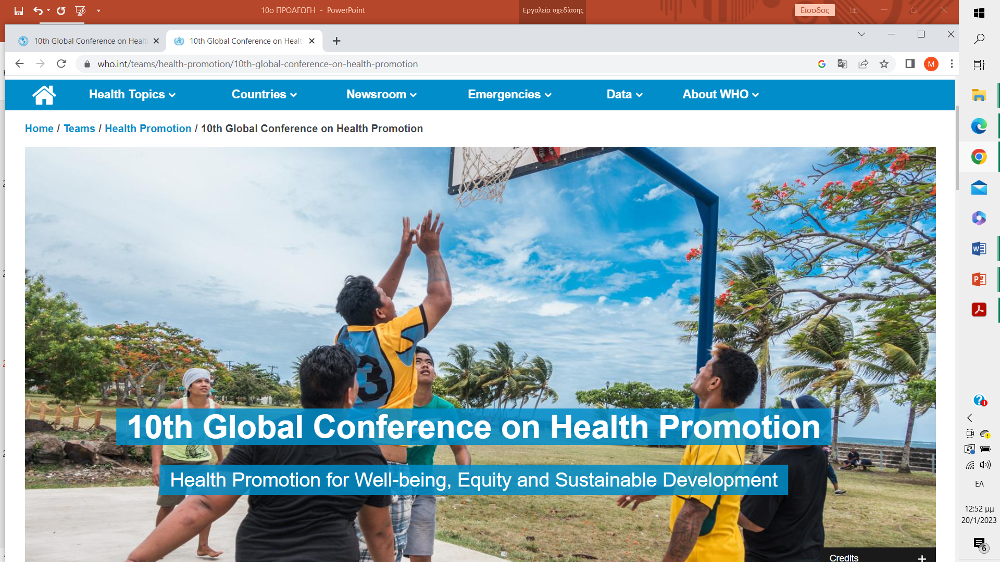 10ο ΠΡΟΑΓΩΓΗ - PowerPoint
Εργαλεία σχεδίασης
Είσοδος
10th Global Conference on Healt
10th Global Conference on Healt
who.int/teams/health-promotion/10th-global-conference-on-health-promotion
M
Health Topics
Countries
Newsroom
Emergencies
Data
About WHO
Home / Teams / Health Promotion / 10th Global Conference on Health Promotion
3
10th Global Conference on Health Promotion
Health Promotion for Well-being, Equity and Sustainable Development
Credits
ΕΛ
12:52 μμ
20/1/2023
6